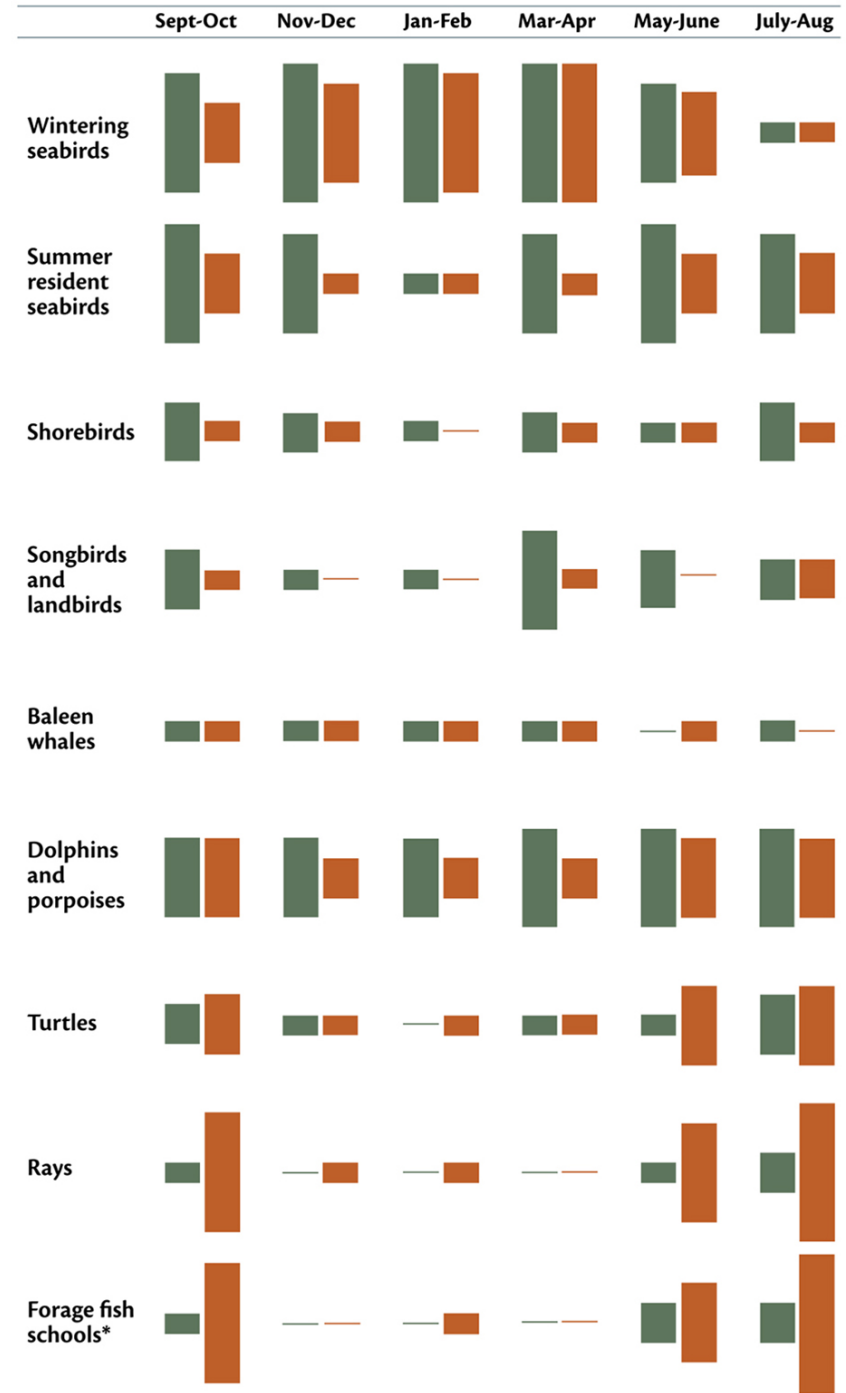 Sept-Oct Nov-Dec Jan-Feb Mar-Apr May-June July-Aug
Wintering
seabirds
Summer
resident
seabirds
Shorebirds
Songbirds
and
landbirds
Baleen
whales
Dolphins
and
porpoises
Turtles
Rays
Forage fish
schools*